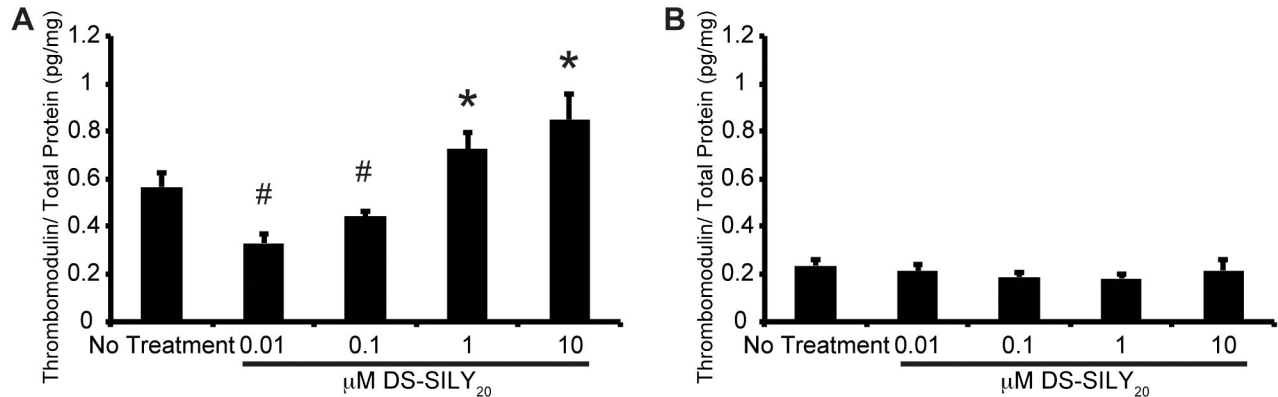 A
Thrombomodulin/ Total Protein (pg/mg)
1.2
1
0.8
0.6
0.4
0.2
0
#
#
*
*
No Treatment 0.01 0.1 1 10
μM DS-SILY20
B
Thrombomodulin/ Total Protein (pg/mg)
1.2
1
0.8
0.6
0.4
0.2
0
No Treatment 0.01 0.1 1 10
μM DS-SILY20